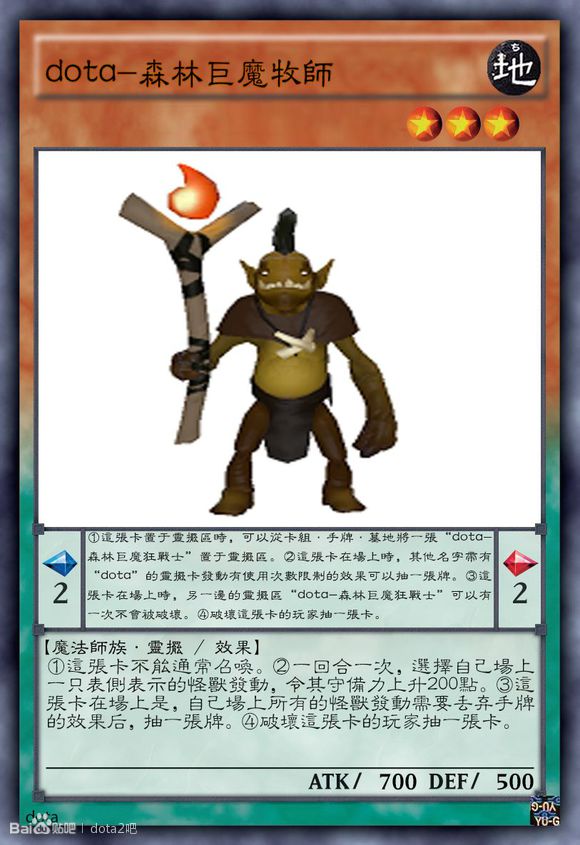 dota-森林巨魔牧師
ち
地
①這張卡置于靈擺區時，可以從卡組·手牌·墓地將一張“dota-
森林巨魔狂戰士”置于靈擺區。②這張卡在場上時，其他名字帶有
“dota”的靈擺卡發動有使用次數限制的效果可以抽一張牌。③這
張卡在場上時，另一邊的靈擺區“dota-森林巨魔狂戰士”可以有
一次不會被破壞。④破壞這張卡的玩家抽一張卡。
2
2
【魔法師族·靈擺 / 效果】
①這張卡不能通常召喚。②一回合一次，選擇自己場上
一只表側表示的怪獸發動，令其守備力上升200點。③這
張卡在場上是，自己場上所有的怪獸發動需要丟弃手牌
的效果后，抽一張牌。④破壞這張卡的玩家抽一張卡。
ATK/ 700 DEF/ 500
dota
Bai貼吧 | dota2吧
YU-G
YU-G